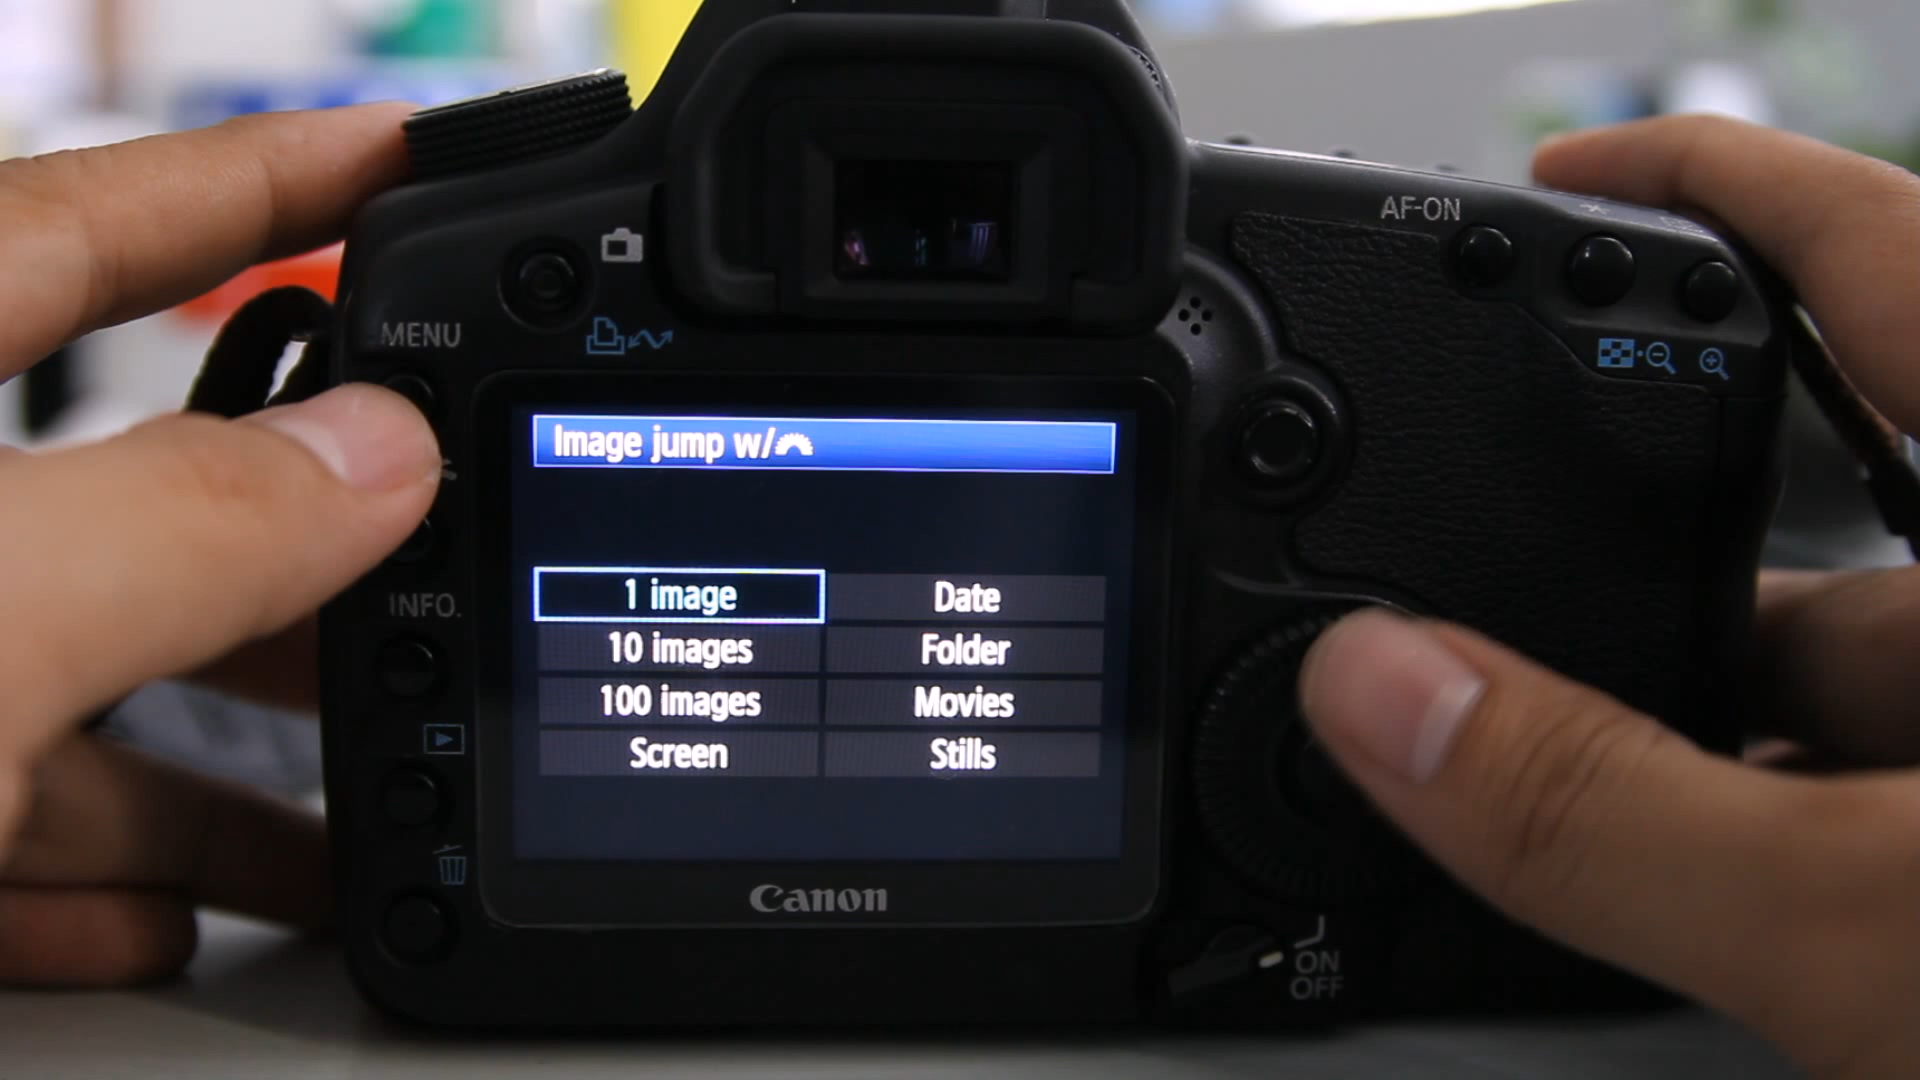 AF-ON
MENU
Image jump w/
1 image
Date
10 images
Folder
INFO.
100 images
Movies
Screen
Stills
Canon
ON
OFF